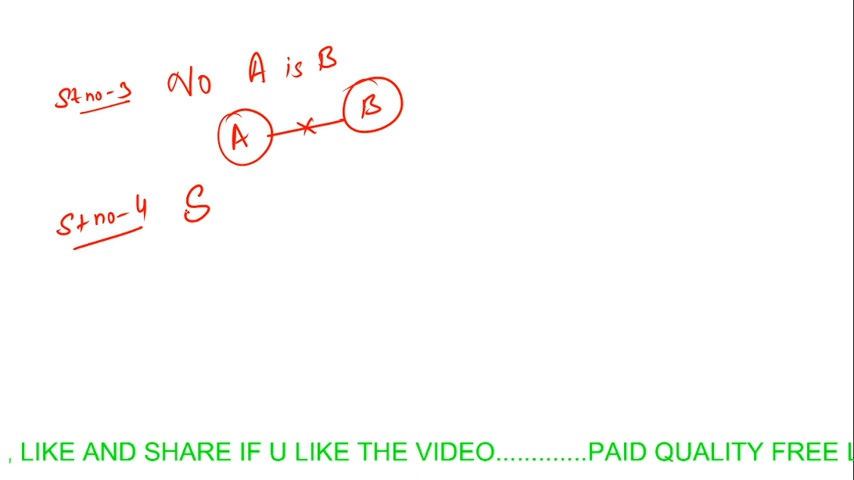 St no-3 No A is B
A B
St no-4 S
, LIKE AND SHARE IF U LIKE THE VIDEO.............PAID QUALITY FREE L